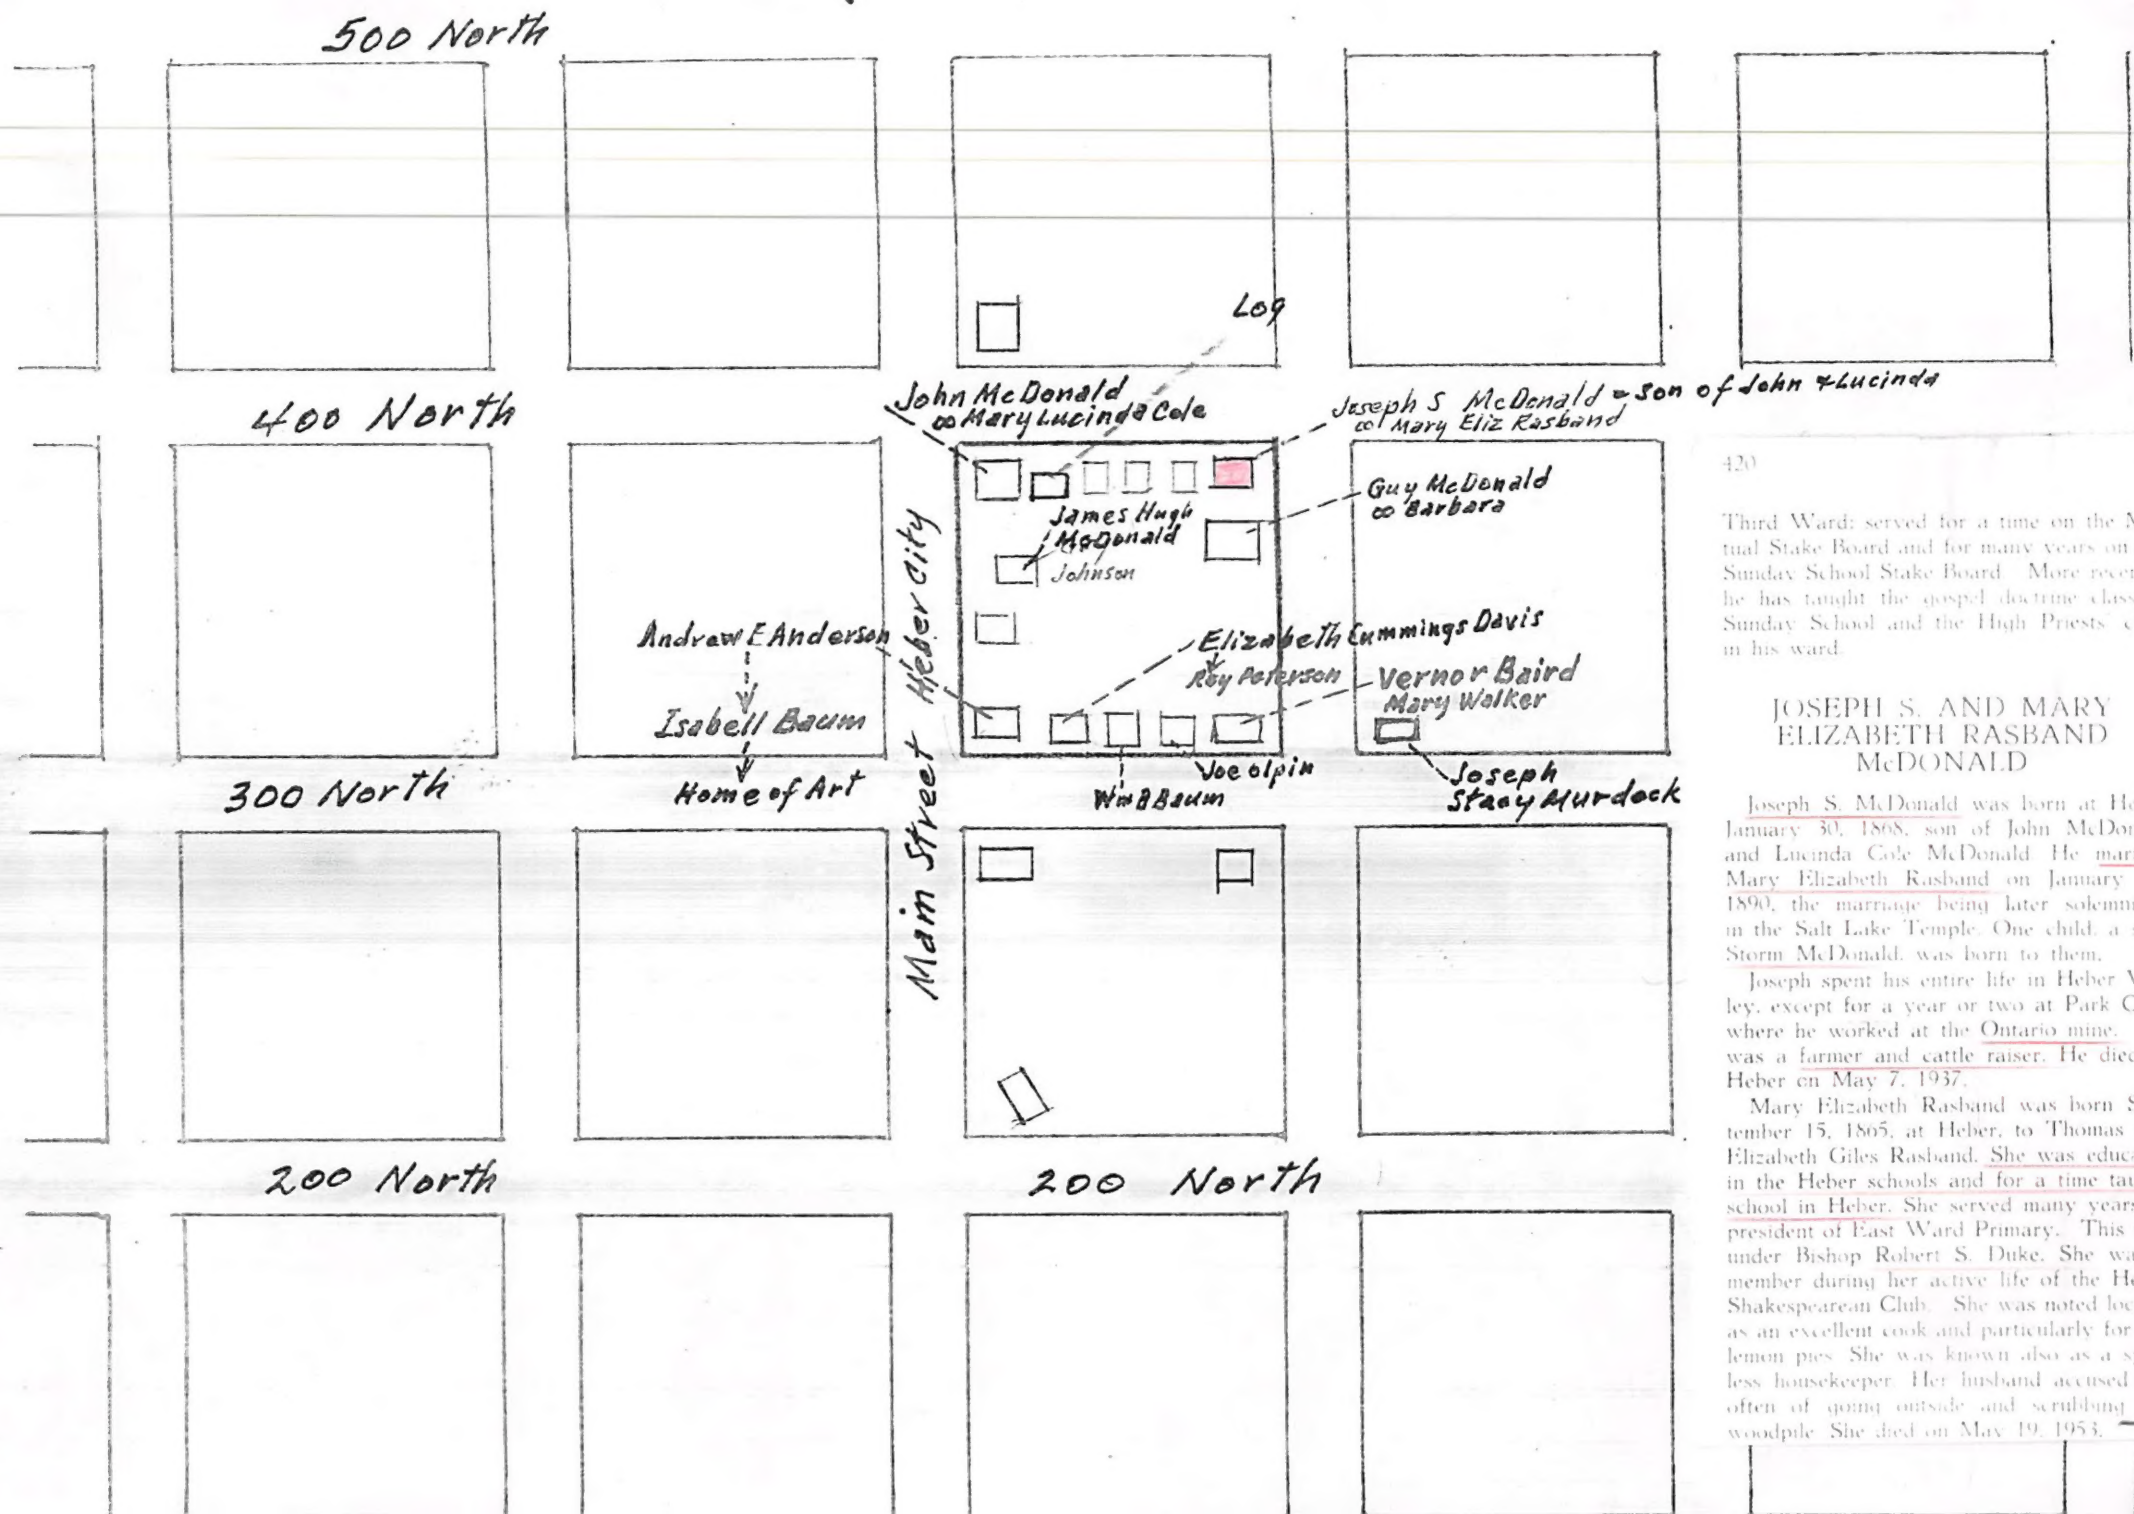 500 North
Log
400 North
John McDonald
∞ Mary Lucinda Cole
Joseph S McDonald = son of John & Lucinda
∞ Mary Eliz Rasband
Guy McDonald
∞ Barbara
James Hugh
McDonald
Johnson
Main Street Heber City
Andrew E Anderson
Isabell Baum
Home of Art
Elizabeth Cummings Davis
Roy Peterson
Vernor Baird
Mary Walker
Joe Olpin
Wm B Baum
Joseph
Stacy Murdock
300 North
200 North
200 North
420
Third Ward; served for a time on the M
tual Stake Board and for many years on
Sunday School Stake Board. More recen
he has taught the gospel doctrine class
Sunday School and the High Priests' c
in his ward.
JOSEPH S. AND MARY
ELIZABETH RASBAND
McDONALD
Joseph S. McDonald was born at He
January 30, 1868, son of John McDon
and Lucinda Cole McDonald. He mar
Mary Elizabeth Rasband on January
1890, the marriage being later solemni
in the Salt Lake Temple. One child, a s
Storm McDonald, was born to them.
Joseph spent his entire life in Heber V
ley, except for a year or two at Park C
where he worked at the Ontario mine.
was a farmer and cattle raiser. He died
Heber on May 7, 1937.
Mary Elizabeth Rasband was born S
tember 15, 1865, at Heber, to Thomas
Elizabeth Giles Rasband. She was educa
in the Heber schools and for a time tau
school in Heber. She served many years
president of East Ward Primary. This
under Bishop Robert S. Duke. She wa
member during her active life of the He
Shakespearean Club. She was noted loc
as an excellent cook and particularly for
lemon pies. She was known also as a s
less housekeeper. Her husband accused
often of going outside and scrubbing
woodpile. She died on May 19, 1953.